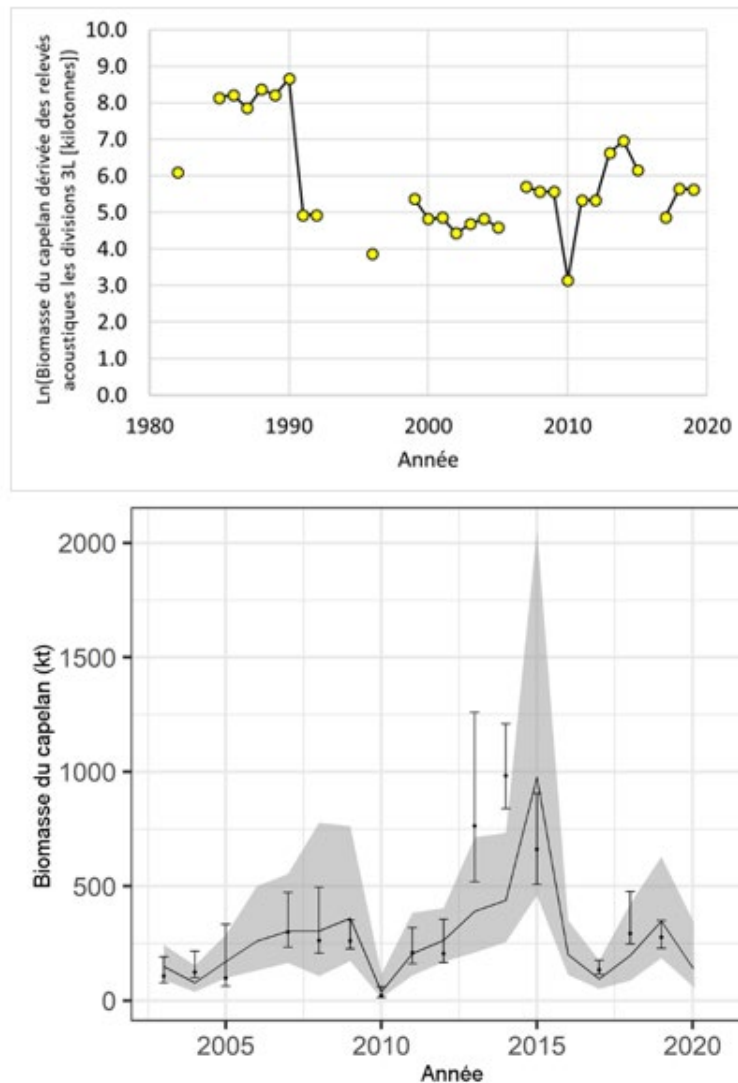 Ln(Biomasse du capelan dérivée des relevés
acoustiques les divisions 3L [kilotonnes])
10.0
9.0
8.0
7.0
6.0
5.0
4.0
3.0
2.0
1.0
0.0
1980 1990 2000 2010 2020
Année
Biomasse du capelan (kt)
2000
1500
1000
500
0
2005 2010 2015 2020
Année